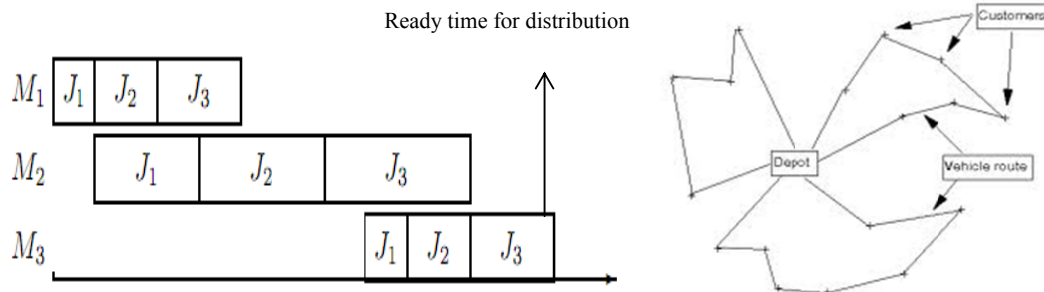 Ready time for distribution
M1 J1 J2 J3
M2 J1 J2 J3
M3 J1 J2 J3
Customers
Depot
Vehicle route